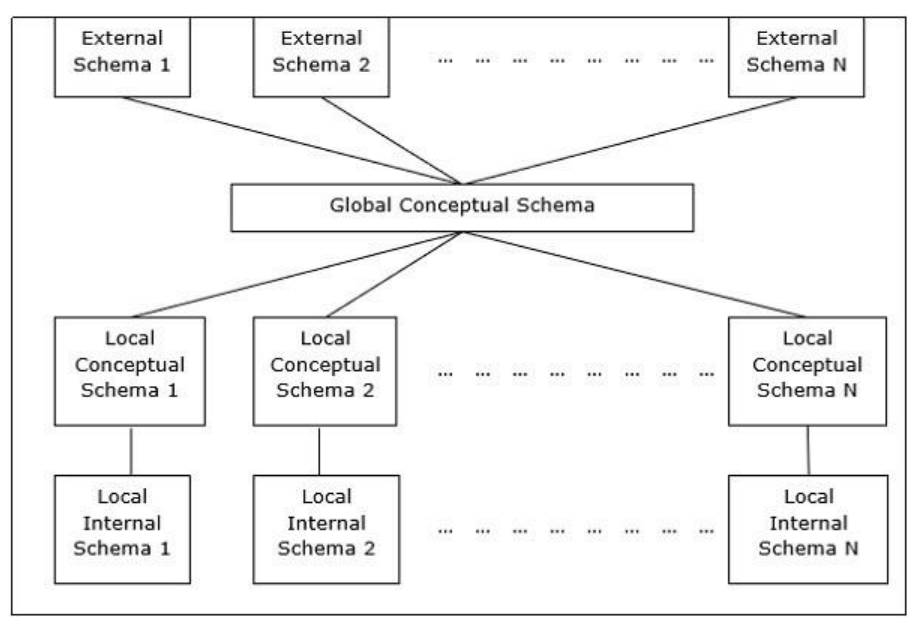 External
Schema 1
External
Schema 2
... ... ... ... ... ... ... ...
External
Schema N
Global Conceptual Schema
Local
Conceptual
Schema 1
Local
Conceptual
Schema 2
... ... ... ... ... ... ... ...
Local
Conceptual
Schema N
Local
Internal
Schema 1
Local
Internal
Schema 2
... ... ... ... ... ... ... ...
Local
Internal
Schema N